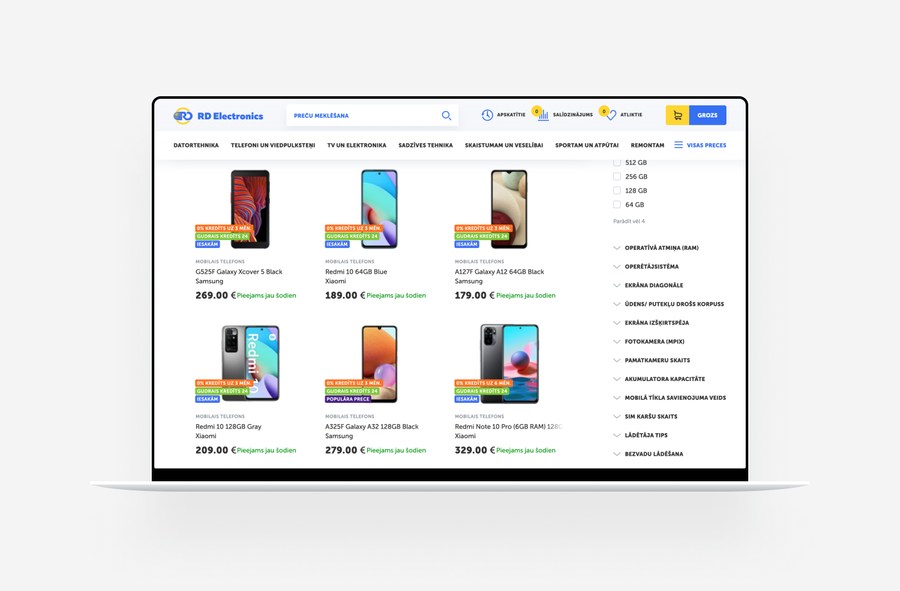 RD Electronics
PREČU MEKLĒŠANA
APSKATĪTIE
0
SALĪDZINĀJUMS
0
ATLIKTIE
GROZS
DATORTEHNIKA
TELEFONI UN VIEDPULKSTEŅI
TV UN ELEKTRONIKA
SADZĪVES TEHNIKA
SKAISTUMAM UN VESELĪBAI
SPORTAM UN ATPŪTAI
REMONTAM
VISAS PRECES
0% KREDĪTS UZ 3 MĒN.
GUDRAIS KREDĪTS 24
IESAKĀM
MOBILAIS TELEFONS
G525F Galaxy Xcover 5 Black
Samsung
269.00 € Pieejams jau šodien
0% KREDĪTS UZ 3 MĒN.
GUDRAIS KREDĪTS 24
IESAKĀM
MOBILAIS TELEFONS
Redmi 10 64GB Blue
Xiaomi
189.00 € Pieejams jau šodien
0% KREDĪTS UZ 3 MĒN.
GUDRAIS KREDĪTS 24
IESAKĀM
MOBILAIS TELEFONS
A127F Galaxy A12 64GB Black
Samsung
179.00 € Pieejams jau šodien
Redmi 10
0% KREDĪTS UZ 3 MĒN.
GUDRAIS KREDĪTS 24
IESAKĀM
MOBILAIS TELEFONS
Redmi 10 128GB Gray
Xiaomi
209.00 € Pieejams jau šodien
0% KREDĪTS UZ 3 MĒN.
GUDRAIS KREDĪTS 24
POPULĀRA PRECE
MOBILAIS TELEFONS
A325F Galaxy A32 128GB Black
Samsung
279.00 € Pieejams jau šodien
0% KREDĪTS UZ 6 MĒN.
GUDRAIS KREDĪTS 24
IESAKĀM
MOBILAIS TELEFONS
Redmi Note 10 Pro (6GB RAM) 128G
Xiaomi
329.00 € Pieejams jau šodien
512 GB
256 GB
128 GB
64 GB
Parādīt vēl 4
OPERATĪVĀ ATMIŅA (RAM)
OPERĒTĀJSISTĒMA
EKRĀNA DIAGONĀLE
ŪDENS/ PUTEKĻU DROŠS KORPUSS
EKRĀNA IZŠĶIRTSPĒJA
FOTOKAMERA (MPIX)
PAMATKAMERU SKAITS
AKUMULATORA KAPACITĀTE
MOBILĀ TĪKLA SAVIENOJUMA VEIDS
SIM KARŠU SKAITS
LĀDĒTĀJA TIPS
BEZVADU LĀDĒŠANA